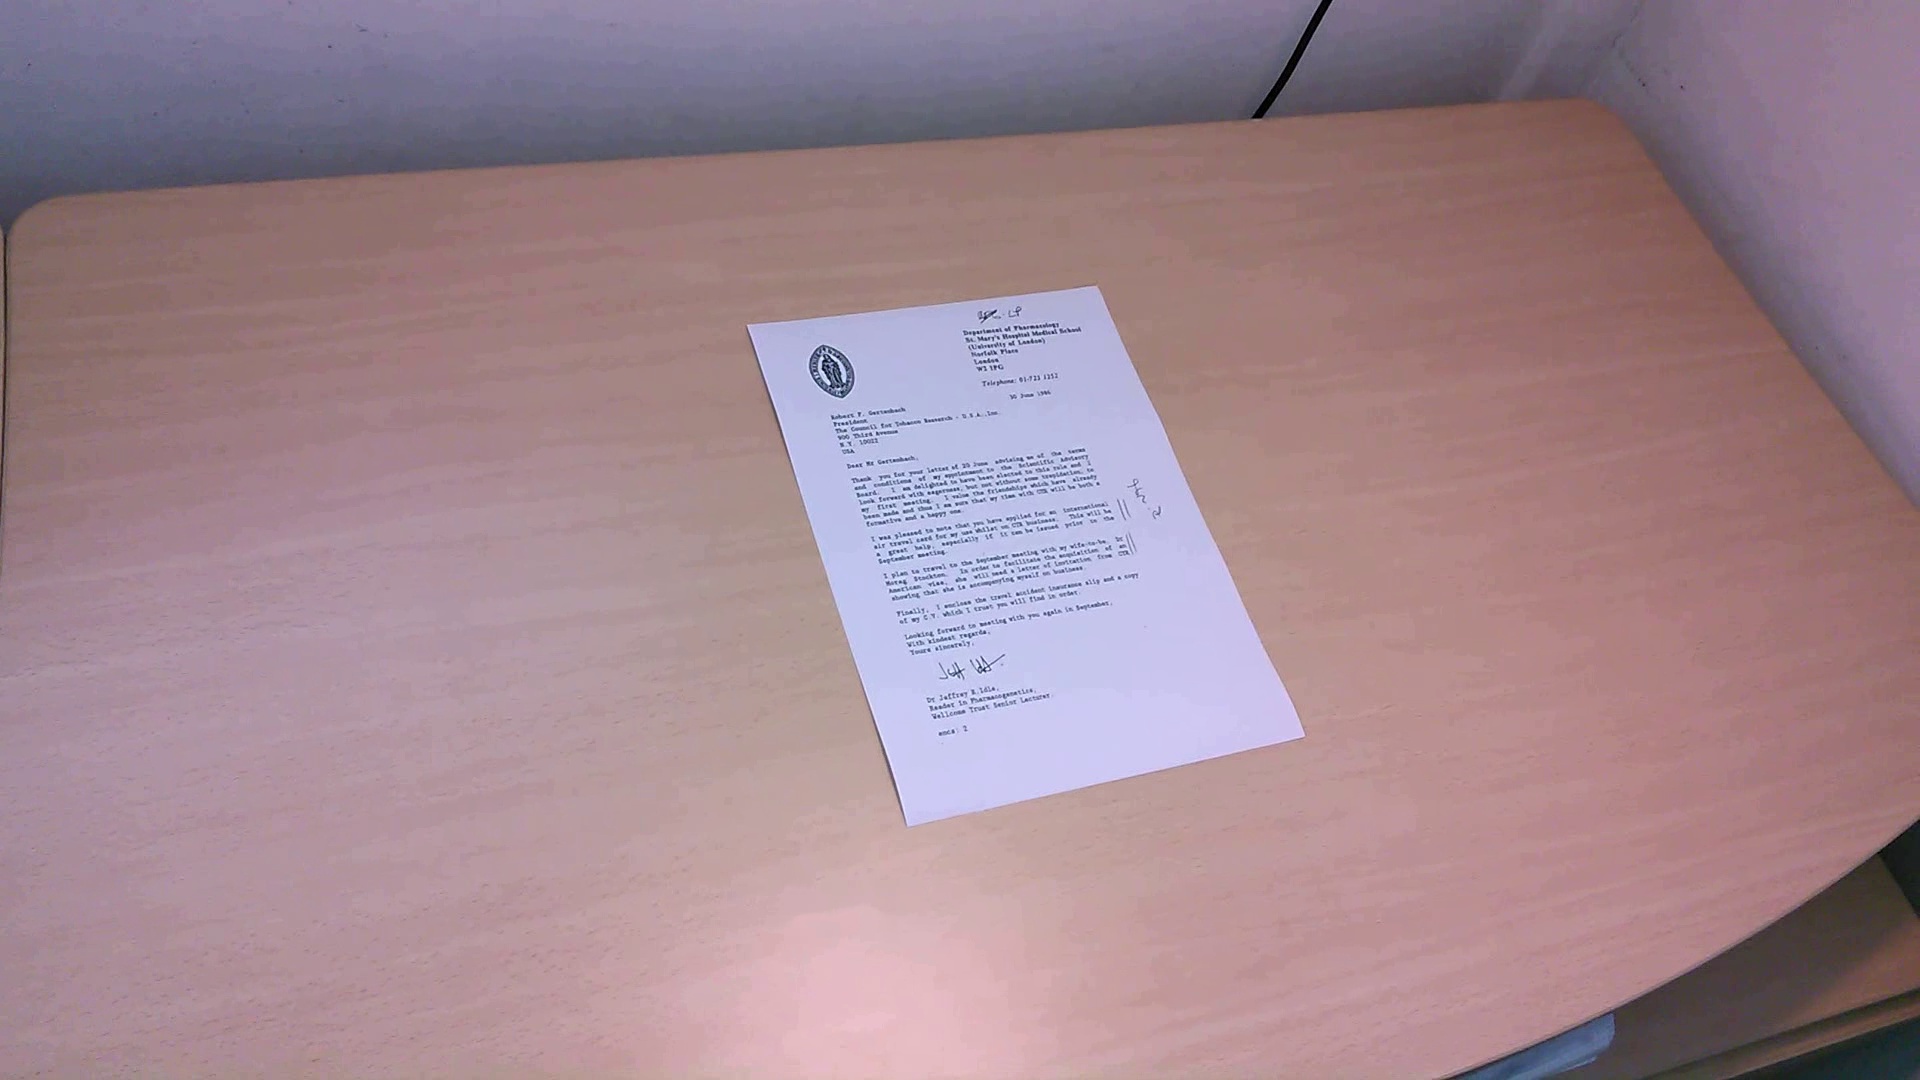 LP
Department of Pharmacology
St. Mary's Hospital Medical School
(University of London)
Norfolk Place
London
W2 1PG
Telephone: 01-723 1252
30 June 1986
Robert F. Gertenbach
President
The Council for Tobacco Research - U.S.A.,Inc.
900 Third Avenue
N.Y. 10022
USA
Dear Mr Gertenbach,
Thank you for your letter of 20 June advising me of the terms
and conditions of my appointment to the Scientific Advisory
Board. I am delighted to have been elected to this role and I
look forward with eagerness, but not without some trepidation, to
my first meeting. I value the friendships which have already
been made and thus I am sure that my time with CTR will be both a
formative and a happy one.
I was pleased to note that you have applied for an international
air travel card for my use whilst on CTR business. This will be
a great help, especially if it can be issued prior to the
September meeting.
I plan to travel to the September meeting with my wife-to-be, Dr
Morag Stockton. In order to facilitate the acquisition of an
American visa, she will need a letter of invitation from CTR
showing that she is accompanying myself on business.
Finally, I enclose the travel accident insurance slip and a copy
of my C.V. which I trust you will find in order.
Looking forward to meeting with you again in September.
With kindest regards,
Yours sincerely,
Dr Jeffrey R.Idle,
Reader in Pharmacogenetics,
Wellcome Trust Senior Lecturer.
encs: 2